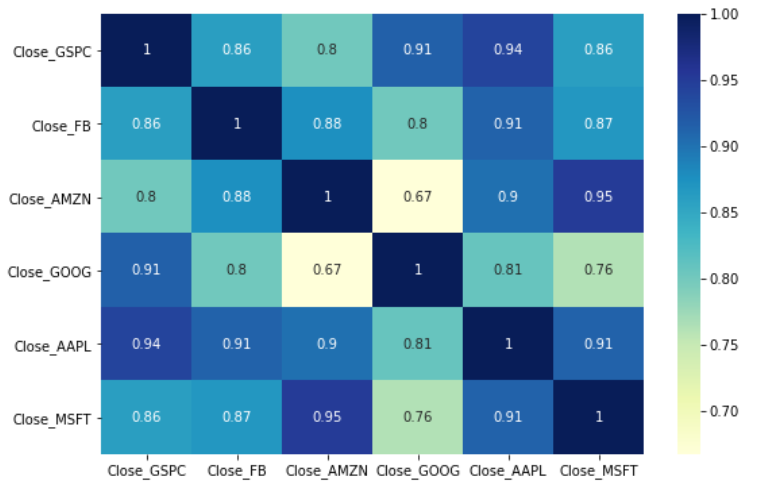 Close_GSPC 1 0.86 0.8 0.91 0.94 0.86
Close_FB 0.86 1 0.88 0.8 0.91 0.87
Close_AMZN 0.8 0.88 1 0.67 0.9 0.95
Close_GOOG 0.91 0.8 0.67 1 0.81 0.76
Close_AAPL 0.94 0.91 0.9 0.81 1 0.91
Close_MSFT 0.86 0.87 0.95 0.76 0.91 1
Close_GSPC Close_FB Close_AMZN Close_GOOG Close_AAPL Close_MSFT
1.00
0.95
0.90
0.85
0.80
0.75
0.70